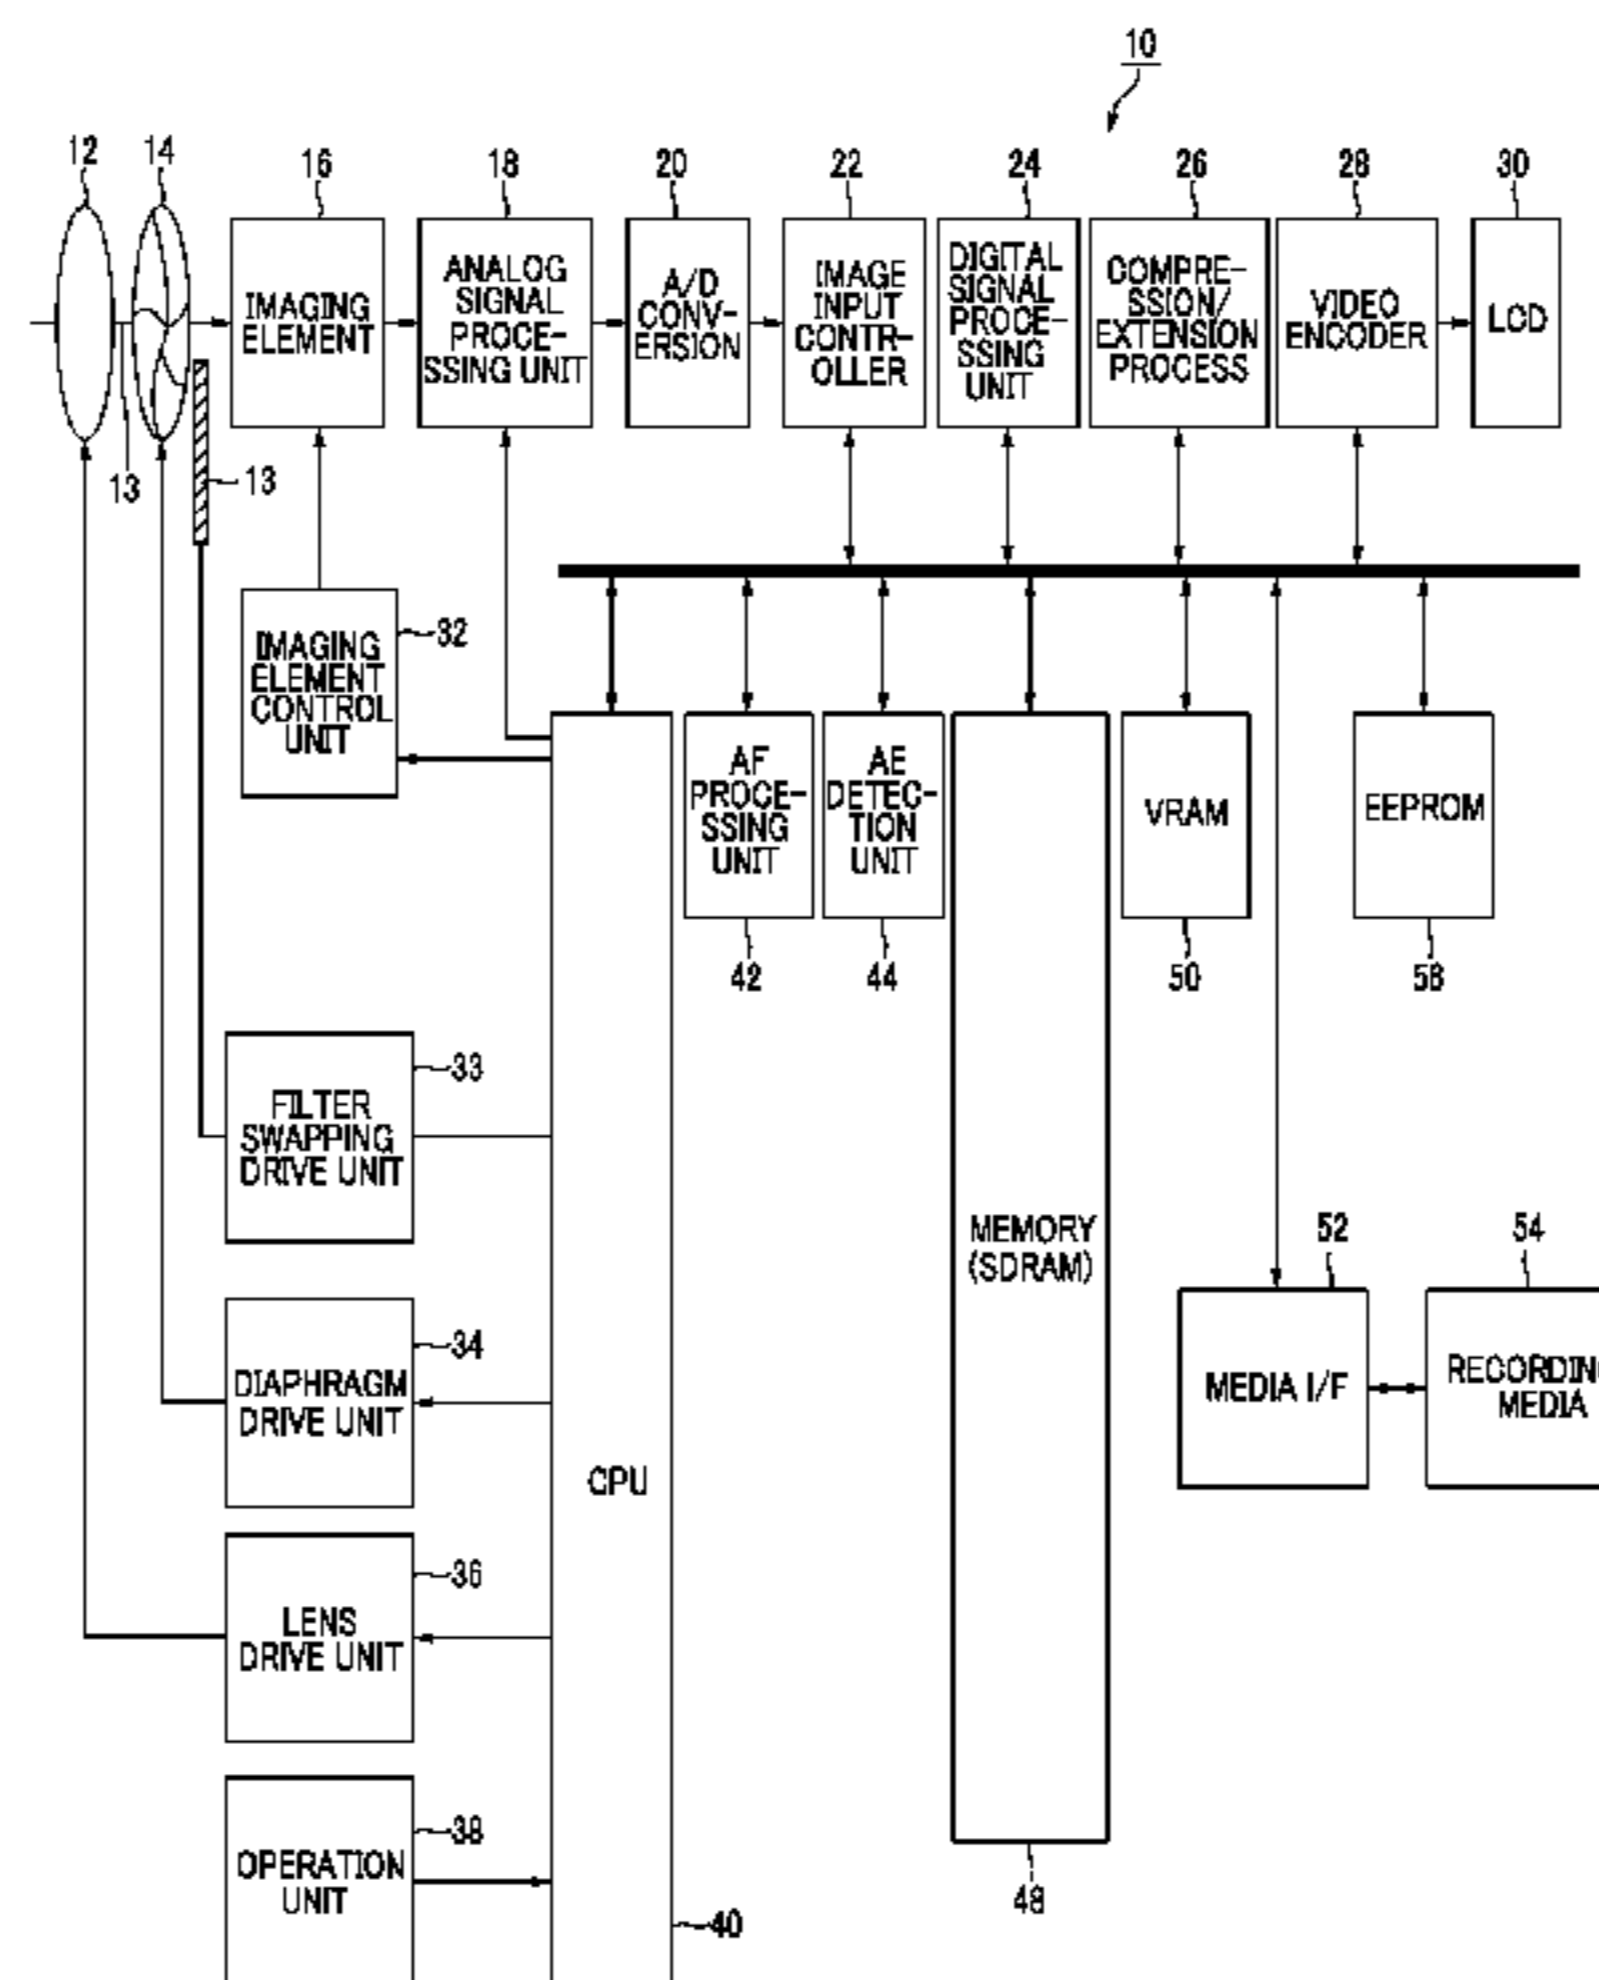 10
12
14
16
18
20
22
24
26
28
30
IMAGING
ELEMENT
ANALOG
SIGNAL
PROCE-
SSING UNIT
A/D
CONV-
ERSION
IMAGE
INPUT
CONTR-
OLLER
DIGITAL
SIGNAL
PROCE-
SSING
UNIT
COMPRE-
SSION/
EXTENSION
PROCESS
VIDEO
ENCODER
LCD
13
13
IMAGING
ELEMENT
CONTROL
UNIT
32
AF
PROCE-
SSING
UNIT
AE
DETEC-
TION
UNIT
VRAM
EEPROM
42
44
50
58
FILTER
SWAPPING
DRIVE UNIT
33
MEMORY
(SDRAM)
52
54
MEDIA I/F
RECORDING
MEDIA
DIAPHRAGM
DRIVE UNIT
34
CPU
LENS
DRIVE UNIT
36
OPERATION
UNIT
38
48
40